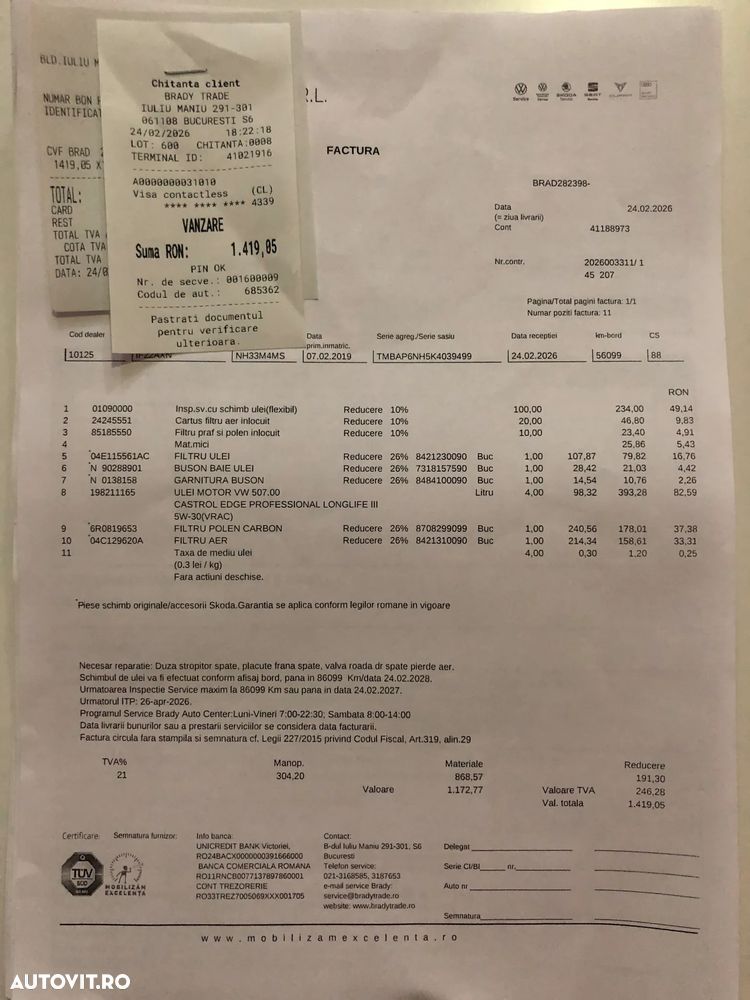 BLD.IULIU M
NUMAR BON F
IDENTIFICA
CVF BRAD
1419,05 X
TOTAL:
CARD
REST
TOTAL TVA
COTA TVA
TOTAL TVA
DATA: 24/0
Chitanta client
BRADY TRADE
IULIU MANIU 291-301
061108 BUCURESTI S6
24/02/2026 18:22:18
LOT: 600 CHITANTA:0008
TERMINAL ID: 41021916
A0000000031010
Visa contactless (CL)
**** **** **** 4339
VANZARE
Suma RON: 1.419,05
PIN OK
Nr. de secve.: 001600009
Codul de aut.: 685362
Pastrati documentul
pentru verificare
ulterioara.
R.L.
Service Service Service Service CUPRA
FACTURA
BRAD282398-
Data 24.02.2026
(= ziua livrarii)
Cont 41188973
Nr.contr. 2026003311/ 1
45 207
Pagina/Total pagini factura: 1/1
Numar pozitii factura: 11
Cod dealer Data prim.inmatric. Serie agreg./Serie sasiu Data receptiei km-bord CS
10125 NH33M4MS 07.02.2019 TMBAP6NH5K4039499 24.02.2026 56099 88
RON
1 01090000 Insp.sv.cu schimb ulei(flexibil) Reducere 10% 100,00 234,00 49,14
2 24245551 Cartus filtru aer inlocuit Reducere 10% 20,00 46,80 9,83
3 85185550 Filtru praf si polen inlocuit Reducere 10% 10,00 23,40 4,91
4 Mat.mici 25,86 5,43
5 *04E115561AC FILTRU ULEI Reducere 26% 8421230090 Buc 1,00 107,87 79,82 16,76
6 *N 90288901 BUSON BAIE ULEI Reducere 26% 7318157590 Buc 1,00 28,42 21,03 4,42
7 *N 0138158 GARNITURA BUSON Reducere 26% 8484100090 Buc 1,00 14,54 10,76 2,26
8 198211165 ULEI MOTOR VW 507.00 Litru 4,00 98,32 393,28 82,59
CASTROL EDGE PROFESSIONAL LONGLIFE III
5W-30(VRAC)
9 *6R0819653 FILTRU POLEN CARBON Reducere 26% 8708299099 Buc 1,00 240,56 178,01 37,38
10 *04C129620A FILTRU AER Reducere 26% 8421310090 Buc 1,00 214,34 158,61 33,31
11 Taxa de mediu ulei 4,00 0,30 1,20 0,25
(0.3 lei / kg)
Fara actiuni deschise.
*Piese schimb originale/accesorii Skoda.Garantia se aplica conform legilor romane in vigoare
Necesar reparatie: Duza stropitor spate, placute frana spate, valva roada dr spate pierde aer.
Schimbul de ulei va fi efectuat conform afisaj bord, pana in 86099 Km/data 24.02.2028.
Urmatoarea Inspectie Service maxim la 86099 Km sau pana in data 24.02.2027.
Urmatorul ITP: 26-apr-2026.
Programul Service Brady Auto Center:Luni-Vineri 7:00-22:30; Sambata 8:00-14:00
Data livrarii bunurilor sau a prestarii serviciilor se considera data facturarii.
Factura circula fara stampila si semnatura cf. Legii 227/2015 privind Codul Fiscal, Art.319, alin.29
TVA% Manop. Materiale Reducere
21 304,20 868,57 191,30
Valoare 1.172,77 Valoare TVA 246,28
Val. totala 1.419,05
Certificare: Semnatura furnizor:
TÜV
MOBILIZAM
EXCELENTA
Info banca:
UNICREDIT BANK Victoriei,
RO24BACX0000000391666000
BANCA COMERCIALA ROMANA
RO11RNCB0077137897860001
CONT TREZORERIE
RO33TREZ7005069XXX001705
Contact:
B-dul Iuliu Maniu 291-301, S6
Bucuresti
Telefon service:
021-3168585, 3187653
e-mail service Brady:
service@bradytrade.ro
website: www.bradytrade.ro
Delegat
Serie CI/BI nr.
Auto nr
Semnatura
www.mobilizamexcelenta.ro
AUTOVIT.RO